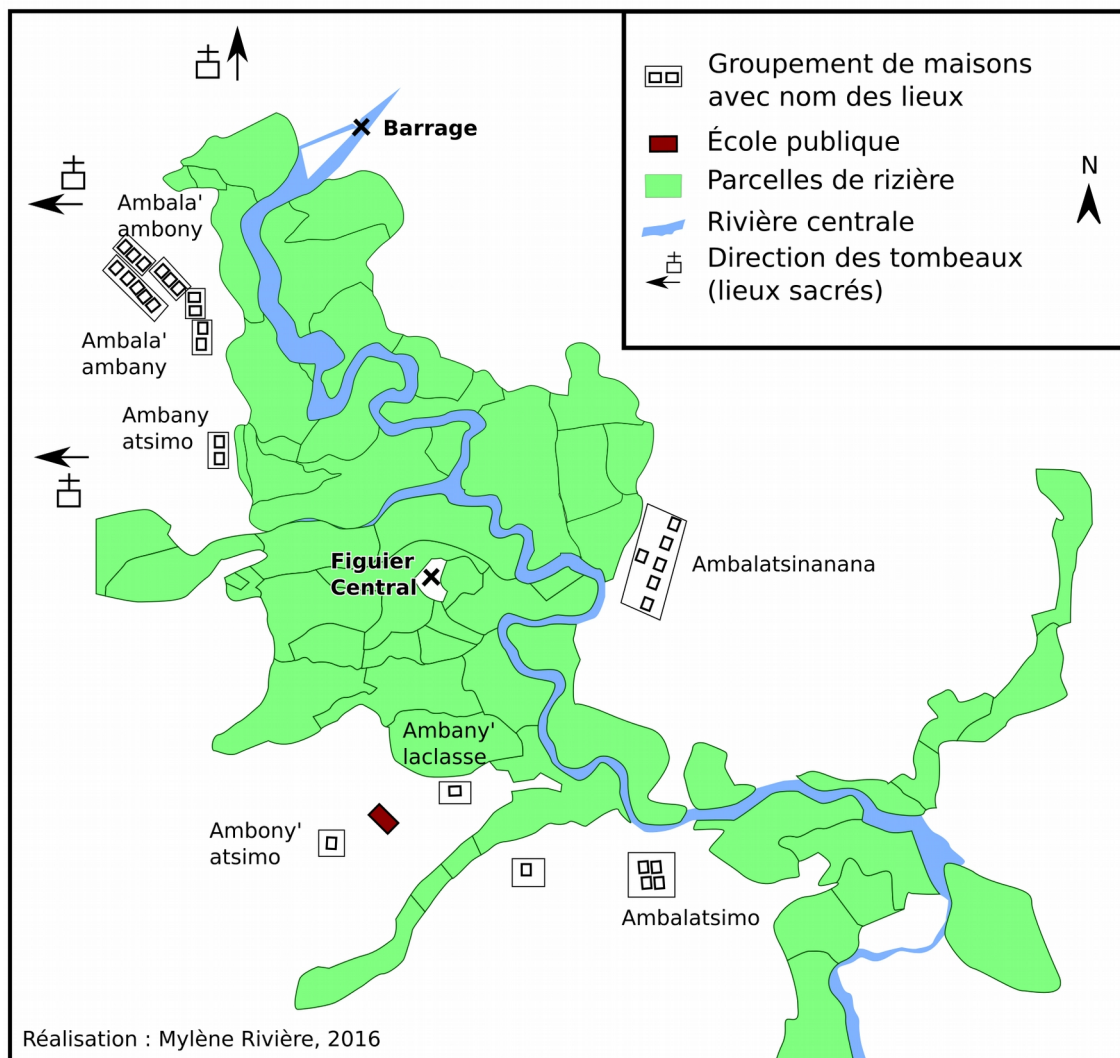 Groupement de maisons
avec nom des lieux
École publique
Parcelles de rizière
Rivière centrale
Direction des tombeaux
(lieux sacrés)
N
Barrage
Ambala'
ambony
Ambala'
ambany
Ambany
atsimo
Figuier
Central
Ambalatsinanana
Ambany'
laclasse
Ambony'
atsimo
Ambalatsimo
Réalisation : Mylène Rivière, 2016